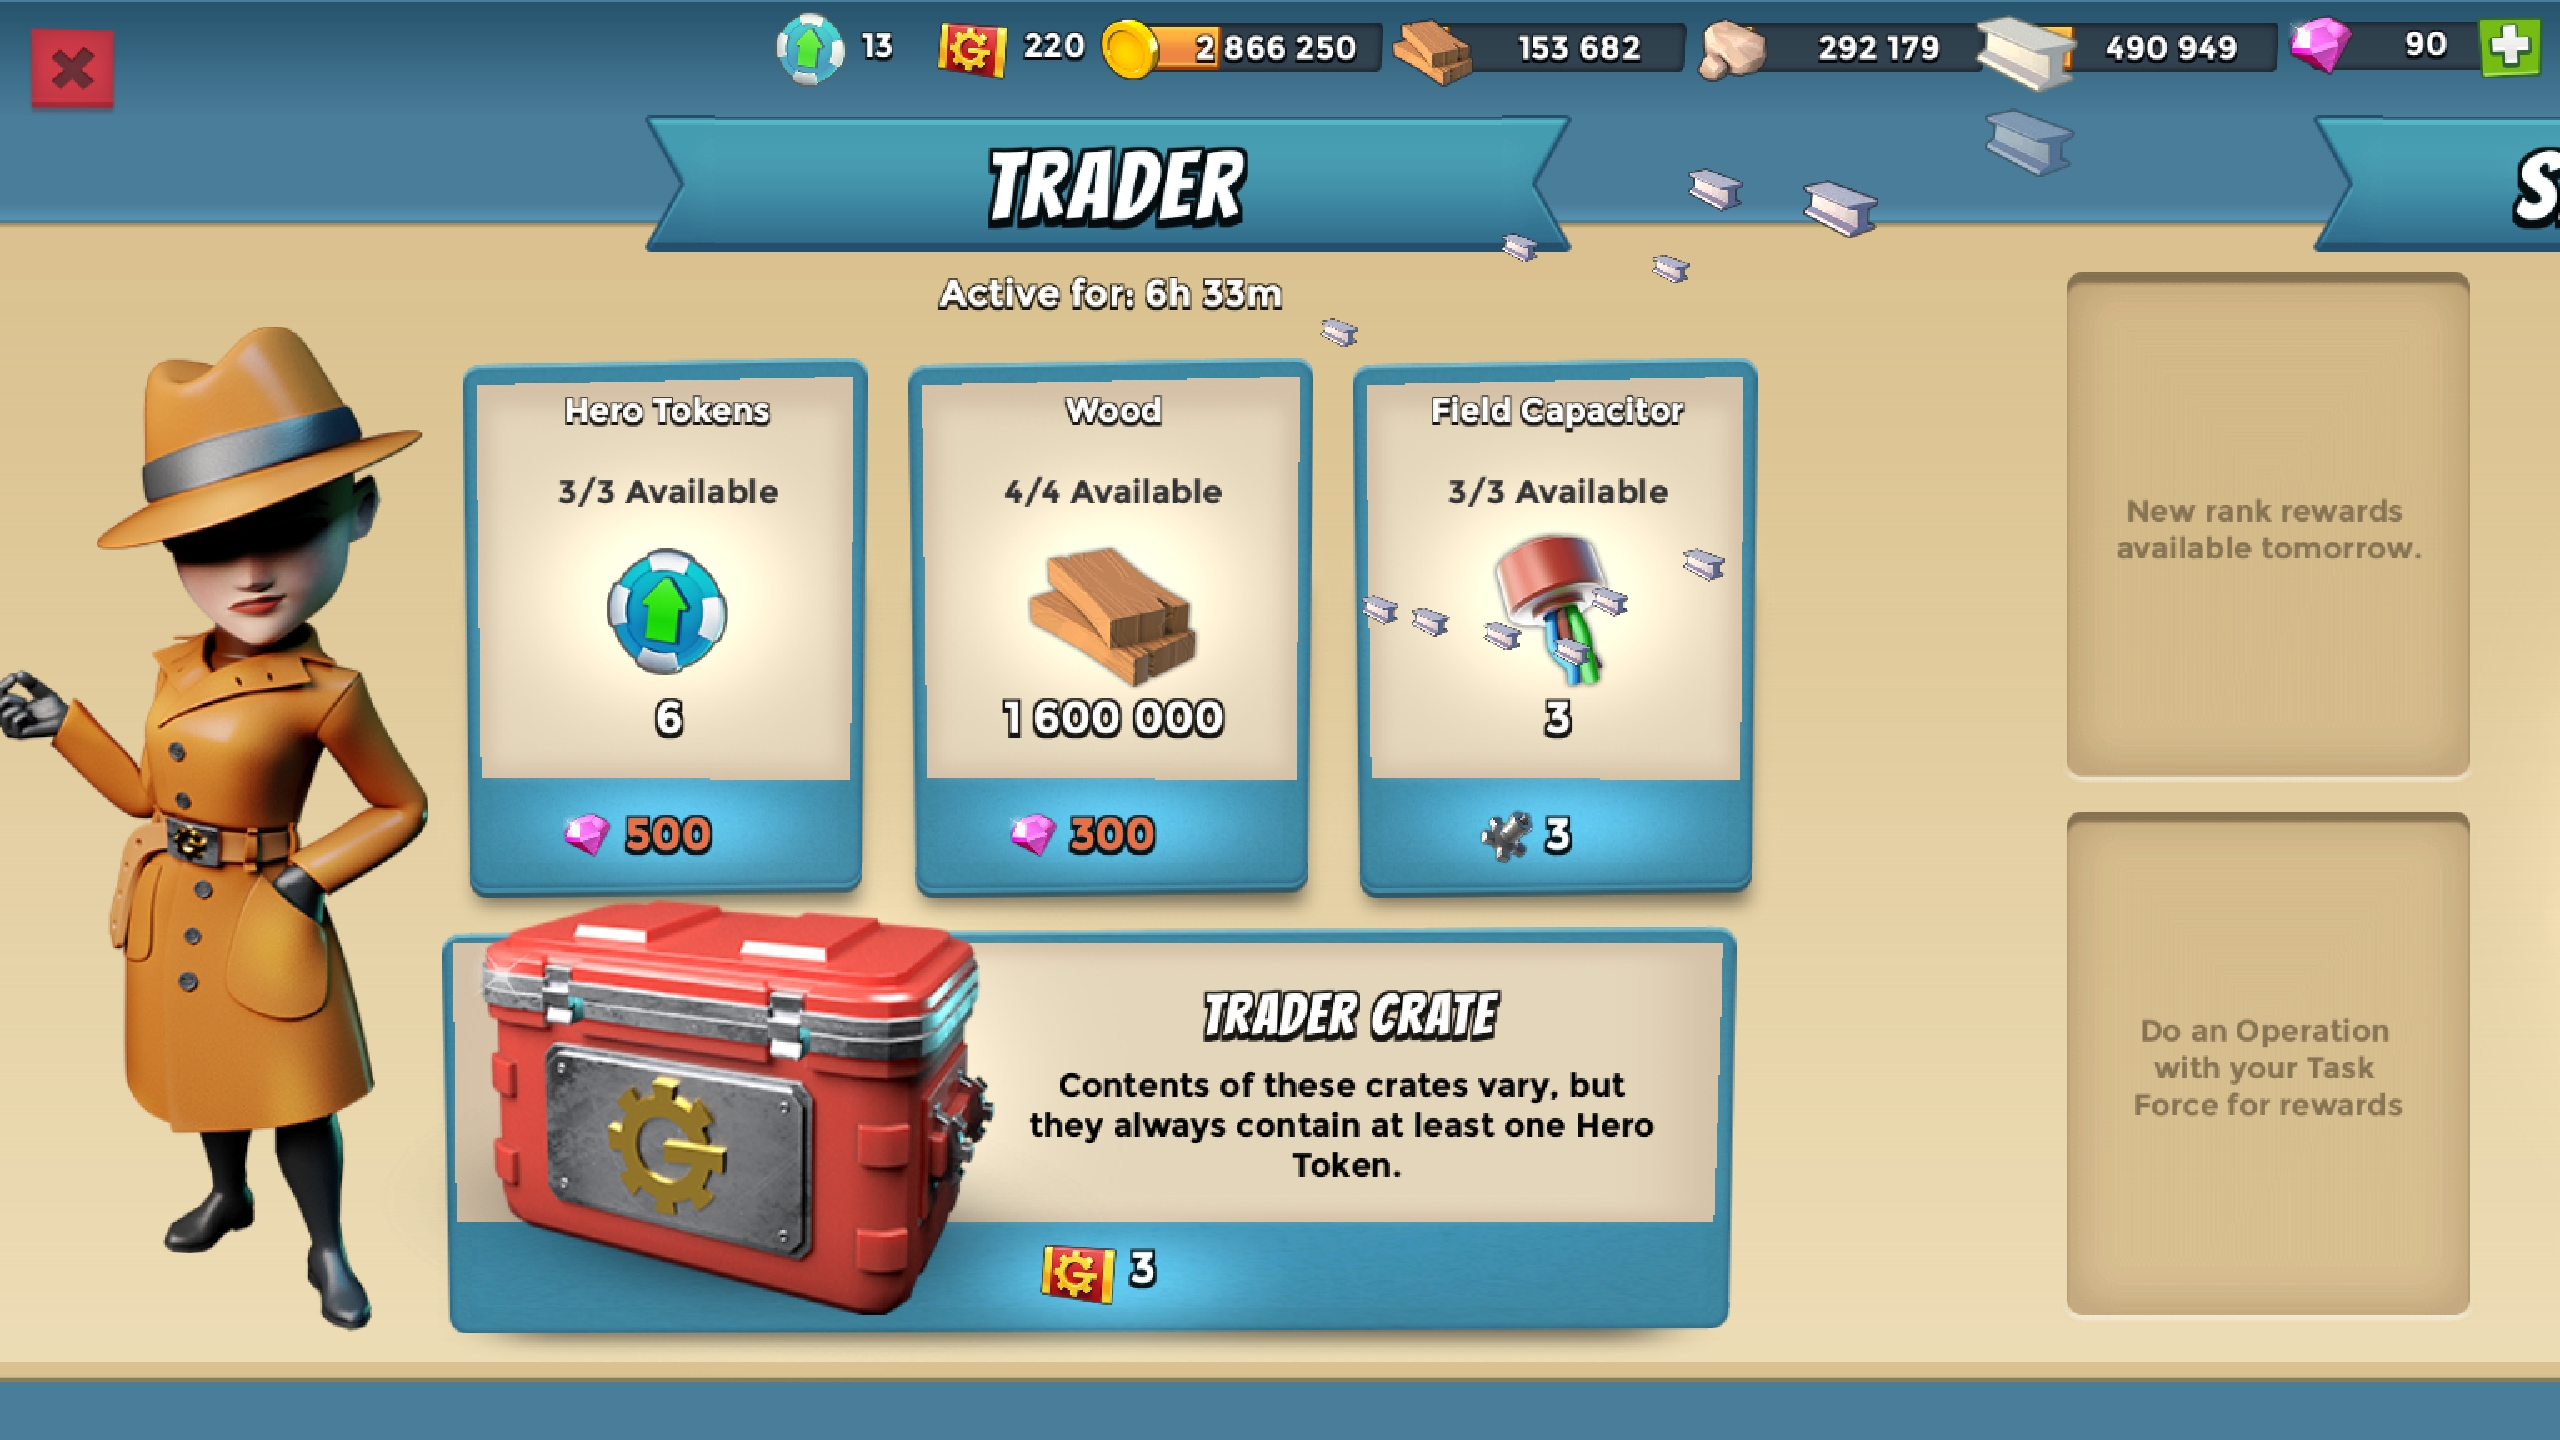 13
220
2 866 250
153 682
292 179
490 949
90
TRADER
Active for: 6h 33m
Hero Tokens
3/3 Available
6
500
Wood
4/4 Available
1 600 000
300
Field Capacitor
3/3 Available
3
3
TRADER CRATE
Contents of these crates vary, but
they always contain at least one Hero
Token.
G
G
3
New rank rewards
available tomorrow.
Do an Operation
with your Task
Force for rewards